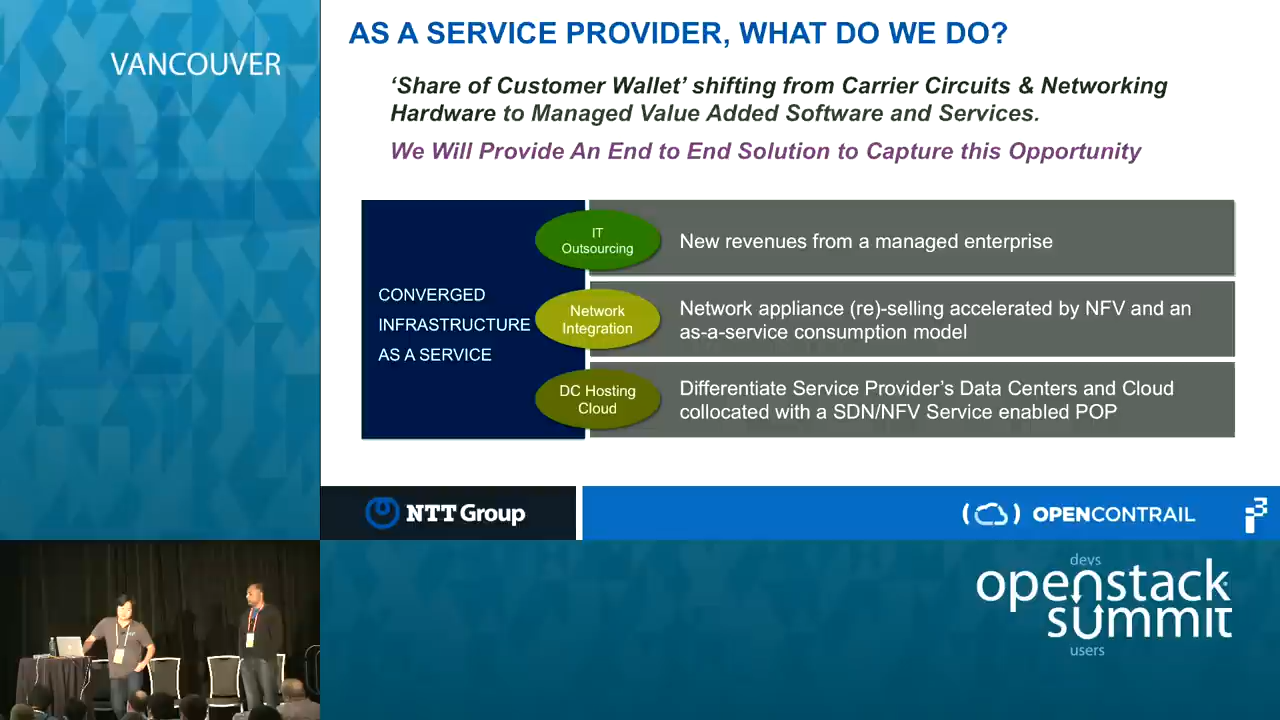 VANCOUVER
AS A SERVICE PROVIDER, WHAT DO WE DO?
‘Share of Customer Wallet’ shifting from Carrier Circuits & Networking
Hardware to Managed Value Added Software and Services.
We Will Provide An End to End Solution to Capture this Opportunity
CONVERGED
INFRASTRUCTURE
AS A SERVICE
IT
Outsourcing
New revenues from a managed enterprise
Network
Integration
Network appliance (re)-selling accelerated by NFV and an
as-a-service consumption model
DC Hosting
Cloud
Differentiate Service Provider’s Data Centers and Cloud
collocated with a SDN/NFV Service enabled POP
NTT Group
OPENCONTRAIL
i3
devs
openstack
summit
users